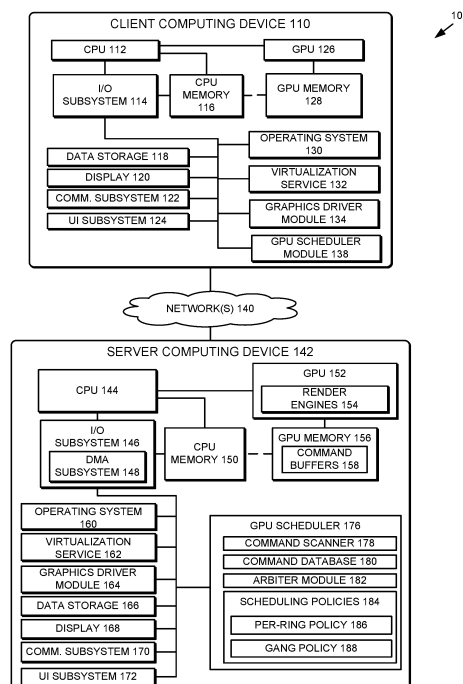 10
CLIENT COMPUTING DEVICE 110
CPU 112
GPU 126
I/O
SUBSYSTEM 114
CPU
MEMORY
116
GPU MEMORY
128
OPERATING SYSTEM
130
DATA STORAGE 118
DISPLAY 120
VIRTUALIZATION
SERVICE 132
COMM. SUBSYSTEM 122
UI SUBSYSTEM 124
GRAPHICS DRIVER
MODULE 134
GPU SCHEDULER
MODULE 138
NETWORK(S) 140
SERVER COMPUTING DEVICE 142
CPU 144
GPU 152
RENDER
ENGINES 154
I/O
SUBSYSTEM 146
DMA
SUBSYSTEM 148
CPU
MEMORY 150
GPU MEMORY 156
COMMAND
BUFFERS 158
OPERATING SYSTEM
160
VIRTUALIZATION
SERVICE 162
GRAPHICS DRIVER
MODULE 164
DATA STORAGE 166
DISPLAY 168
COMM. SUBSYSTEM 170
UI SUBSYSTEM 172
GPU SCHEDULER 176
COMMAND SCANNER 178
COMMAND DATABASE 180
ARBITER MODULE 182
SCHEDULING POLICIES 184
PER-RING POLICY 186
GANG POLICY 188